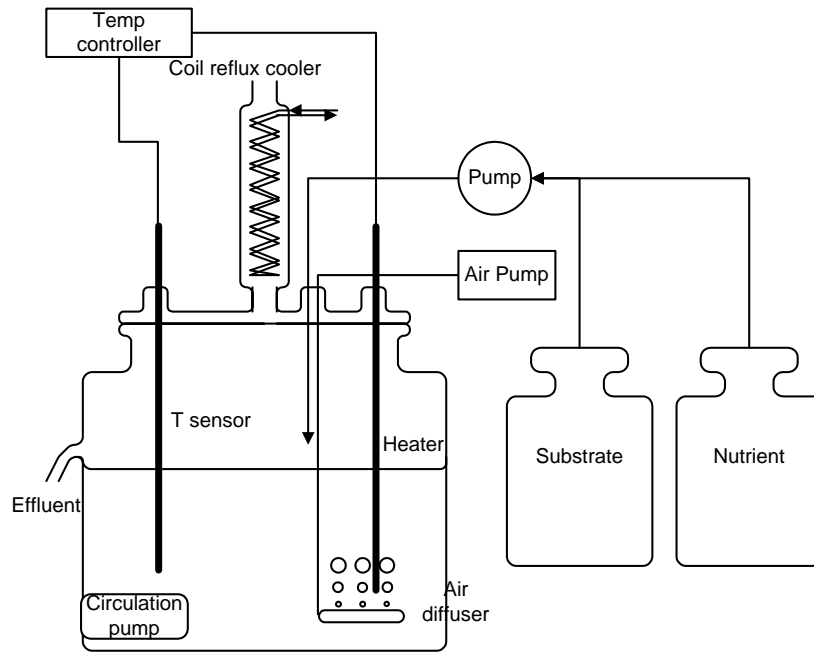 Temp
controller
Coil reflux cooler
Pump
Air Pump
T sensor
Heater
Substrate
Nutrient
Effluent
Air
diffuser
Circulation
pump